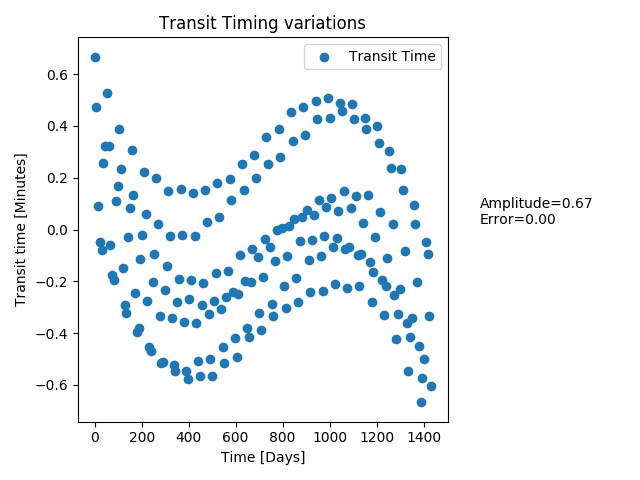 Transit Timing variations
Transit Time
Transit time [Minutes]
0.6
0.4
0.2
0.0
−0.2
−0.4
−0.6
0 200 400 600 800 1000 1200 1400
Time [Days]
Amplitude=0.67
Error=0.00